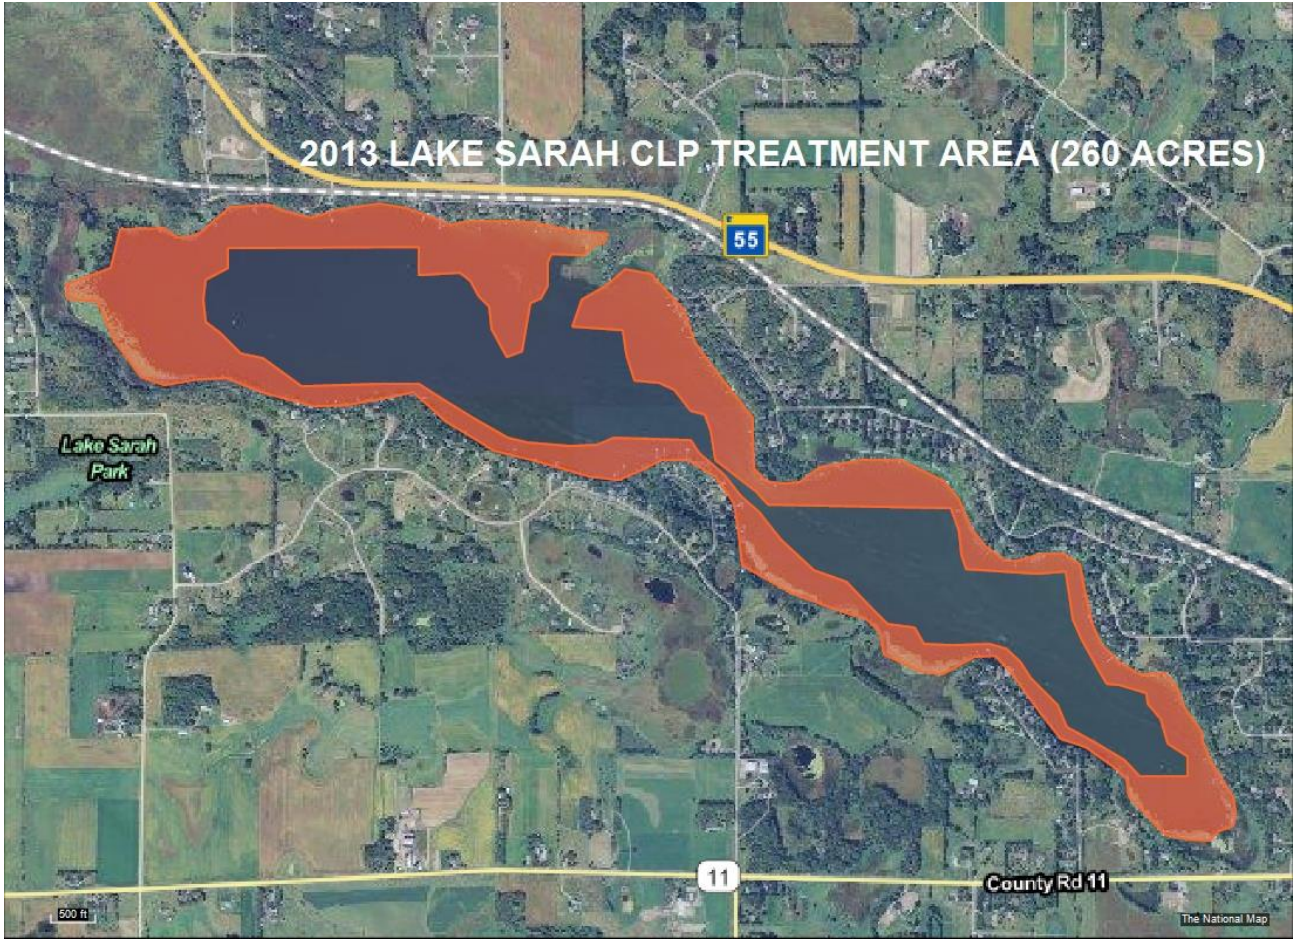 2013 LAKE SARAH CLP TREATMENT AREA (260 ACRES)
55
Lake Sarah
Park
11
County Rd 11
500 ft
The National Map